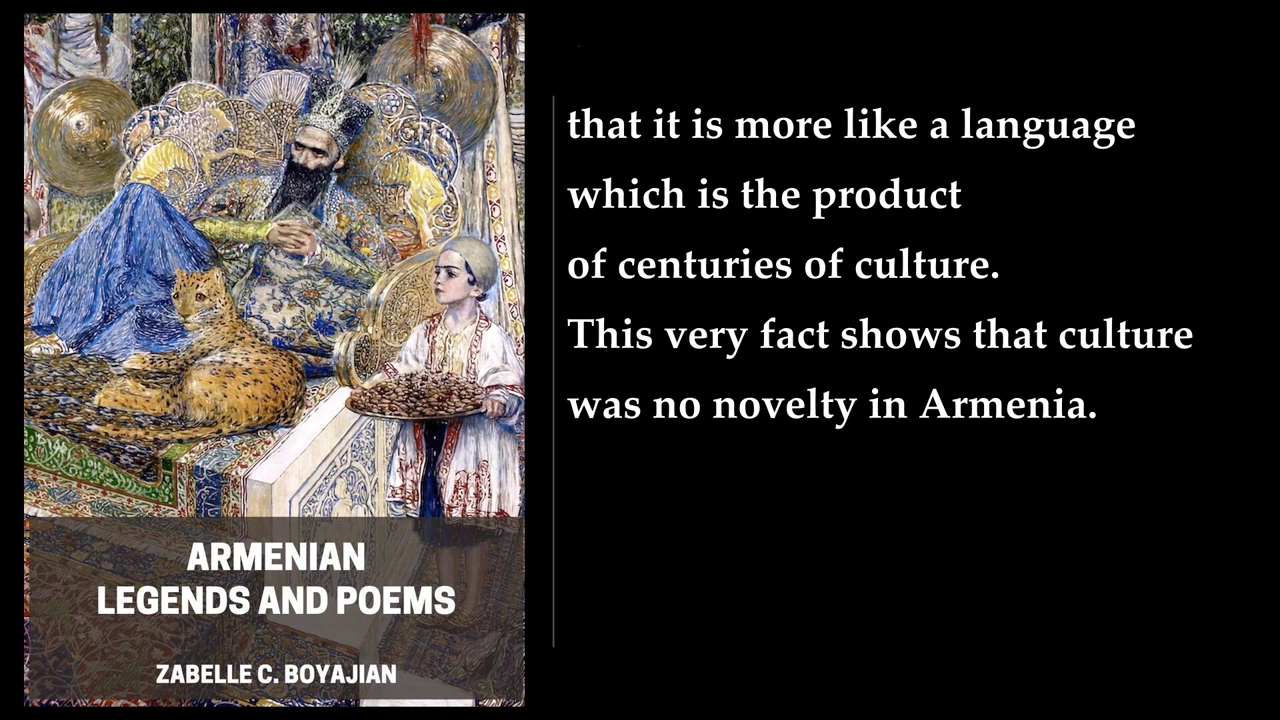 that it is more like a language
which is the product
of centuries of culture.
This very fact shows that culture
was no novelty in Armenia.
ARMENIAN
LEGENDS AND POEMS
ZABELLE C. BOYAJIAN